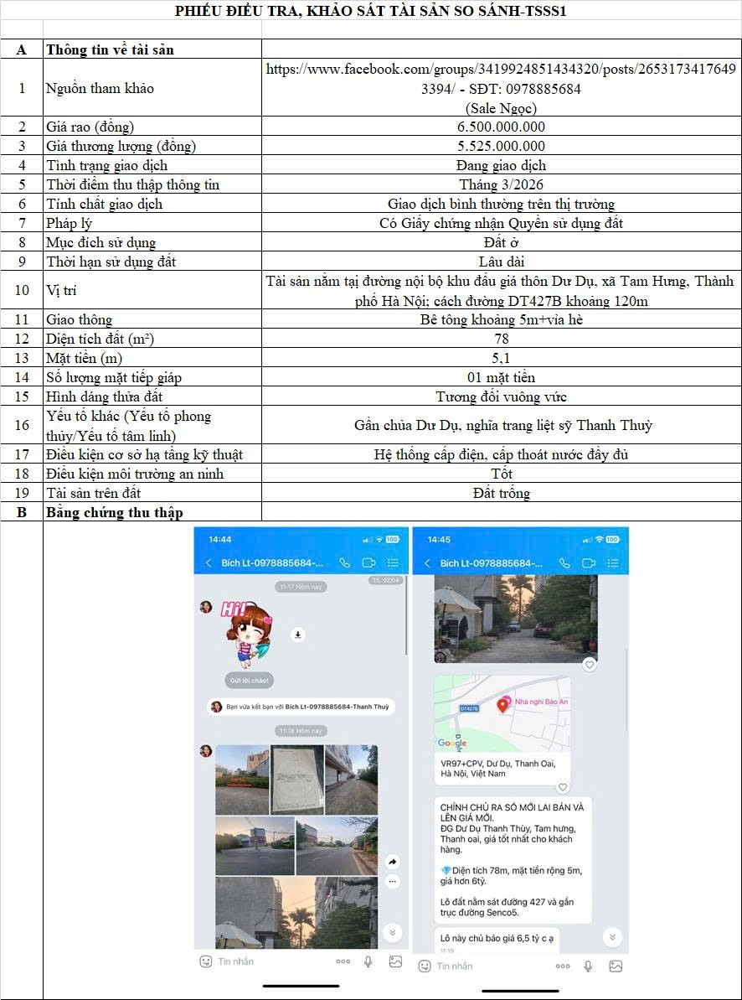 PHIẾU ĐIỀU TRA, KHẢO SÁT TÀI SẢN SO SÁNH-TSSS1
A Thông tin về tài sản
1 Nguồn tham khảo https://www.facebook.com/groups/3419924851434320/posts/2653173417649
3394/ - SĐT: 0978885684
(Sale Ngọc)
2 Giá rao (đồng) 6.500.000.000
3 Giá thương lượng (đồng) 5.525.000.000
4 Tình trạng giao dịch Đang giao dịch
5 Thời điểm thu thập thông tin Tháng 3/2026
6 Tính chất giao dịch Giao dịch bình thường trên thị trường
7 Pháp lý Có Giấy chứng nhận Quyền sử dụng đất
8 Mục đích sử dụng Đất ở
9 Thời hạn sử dụng đất Lâu dài
10 Vị trí Tài sản nằm tại đường nội bộ khu đấu giá thôn Dư Dụ, xã Tam Hưng, Thành
phố Hà Nội; cách đường DT427B khoảng 120m
11 Giao thông Bê tông khoảng 5m+vỉa hè
12 Diện tích đất (m²) 78
13 Mặt tiền (m) 5,1
14 Số lượng mặt tiếp giáp 01 mặt tiền
15 Hình dáng thửa đất Tương đối vuông vức
16 Yếu tố khác (Yếu tố phong
thủy/Yếu tố tâm linh) Gần chủa Dư Dụ, nghĩa trang liệt sỹ Thanh Thuỳ
17 Điều kiện cơ sở hạ tầng kỹ thuật Hệ thống cấp điện, cấp thoát nước đầy đủ
18 Điều kiện môi trường an ninh Tốt
19 Tài sản trên đất Đất trống
B Bằng chứng thu thập
14:44 100
Bích Lt-0978885684-...
T5, 02/04
11:17 Hôm nay
Hi!
Gửi lời chào!
Bạn vừa kết bạn với Bích Lt-0978885684-Thanh Thuỳ
11:18 Hôm nay
Tin nhắn
14:45 100
Bích Lt-0978885684-...
Nhà nghỉ Bảo An
DT427B
Google
VR97+CPV, Dư Dụ, Thanh Oai,
Hà Nội, Việt Nam
CHÍNH CHỦ RA SỔ MỚI LẠI BÁN VÀ
LÊN GIÁ MỚI.
ĐG Dư Dụ Thanh Thùy, Tam hưng,
Thanh oai, giá tốt nhất cho khách
hàng.
💎Diện tích 78m, mặt tiền rộng 5m,
giá hơn 6tỷ.
Lô đất nằm sát đường 427 và gần
trục đường Senco5.
Lô này chủ báo giá 6,5 tỷ c ạ
11:19
Tin nhắn